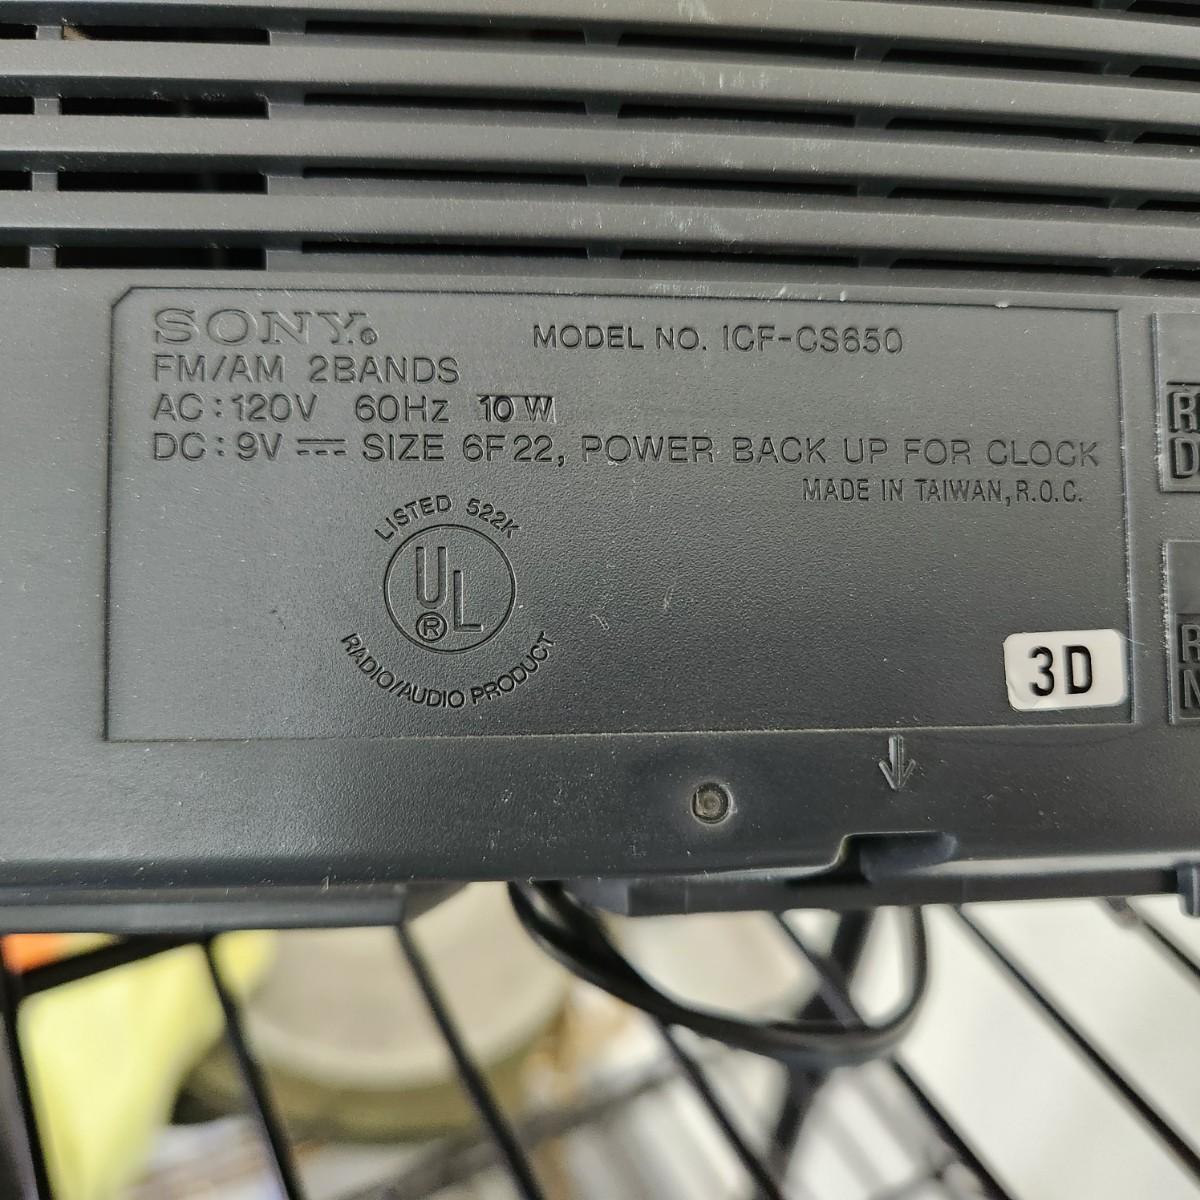 SONY®
MODEL NO. ICF-CS650
FM/AM 2BANDS
AC:120V 60Hz 10W
DC:9V ⎓ SIZE 6F22, POWER BACK UP FOR CLOCK
MADE IN TAIWAN, R.O.C.
LISTED 522K
UL®
RADIO/AUDIO PRODUCT
3D